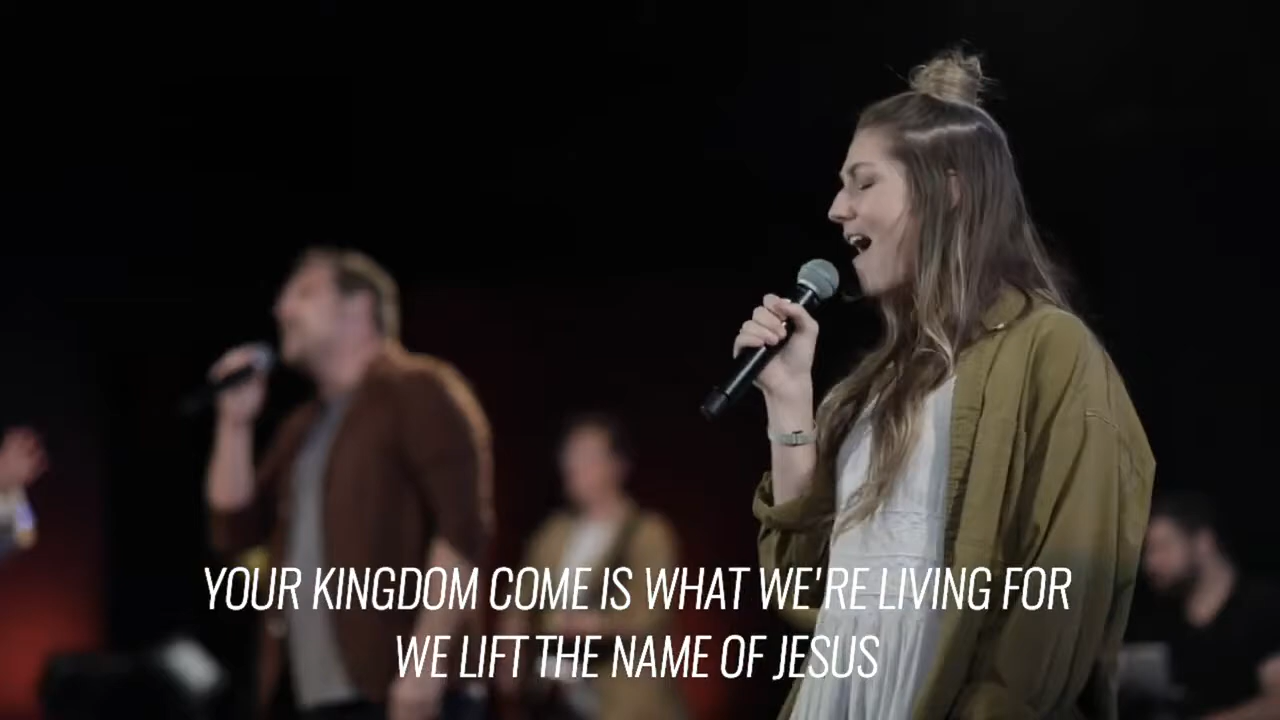 YOUR KINGDOM COME IS WHAT WE'RE LIVING FOR
WE LIFT THE NAME OF JESUS